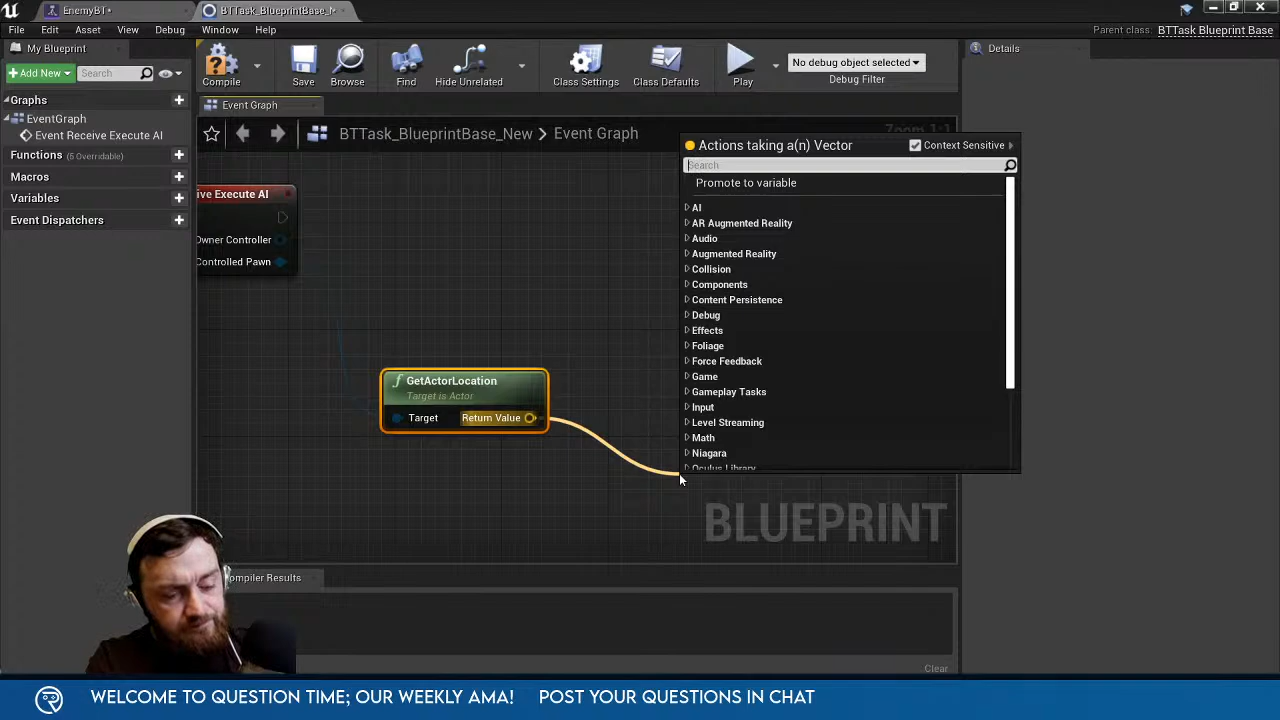 EnemyBT*
BTTask_BlueprintBase_N
File Edit Asset View Debug Window Help
Parent class: BTTask Blueprint Base
My Blueprint
Details
Add New
Search
Compile
Save
Browse
Find
Hide Unrelated
Class Settings
Class Defaults
Play
No debug object selected
Debug Filter
Graphs
EventGraph
Event Receive Execute AI
Functions (6 Overridable)
Macros
Variables
Event Dispatchers
Event Graph
BTTask_BlueprintBase_New > Event Graph
Zoom 1:1
ive Execute AI
Owner Controller
Controlled Pawn
GetActorLocation
Target is Actor
Target
Return Value
Actions taking a(n) Vector
Context Sensitive
Search
Promote to variable
AI
AR Augmented Reality
Audio
Augmented Reality
Collision
Components
Content Persistence
Debug
Effects
Foliage
Force Feedback
Game
Gameplay Tasks
Input
Level Streaming
Math
Niagara
Oculus Library
BLUEPRINT
ompiler Results
Clear
WELCOME TO QUESTION TIME; OUR WEEKLY AMA! POST YOUR QUESTIONS IN CHAT